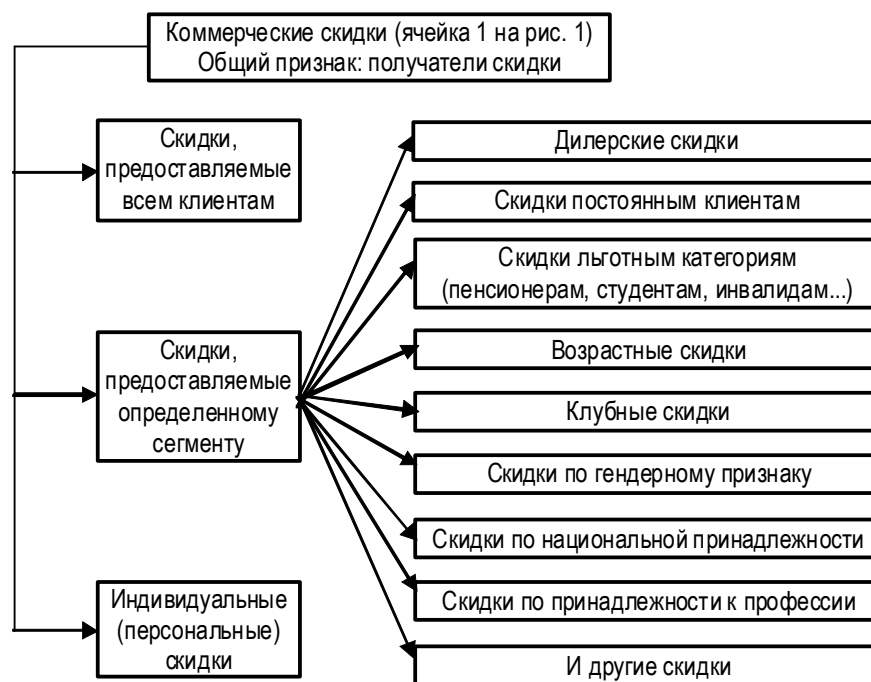 Коммерческие скидки (ячейка 1 на рис. 1)
Общий признак: получатели скидки
Скидки,
предоставляемые
всем клиентам
Скидки,
предоставляемые
определенному
сегменту
Индивидуальные
(персональные)
скидки
Дилерские скидки
Скидки постоянным клиентам
Скидки льготным категориям
(пенсионерам, студентам, инвалидам...)
Возрастные скидки
Клубные скидки
Скидки по гендерному признаку
Скидки по национальной принадлежности
Скидки по принадлежности к профессии
И другие скидки